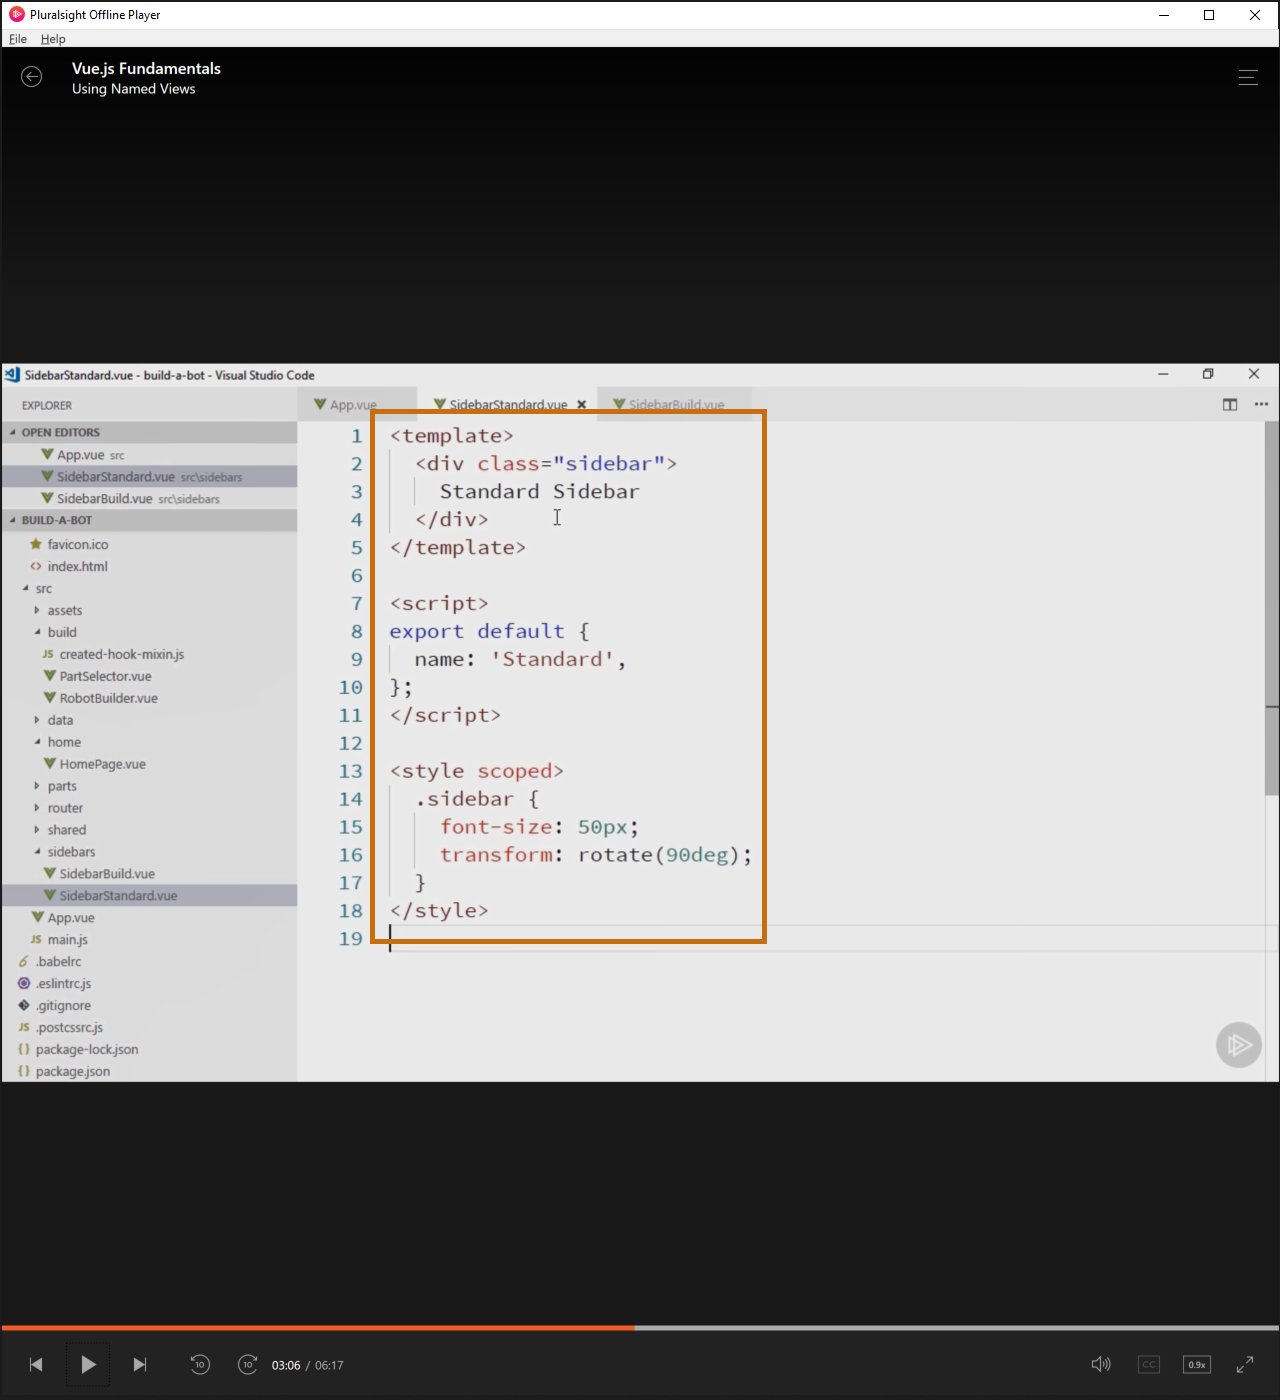 Pluralsight Offline Player
File Help
Vue.js Fundamentals
Using Named Views
SidebarStandard.vue - build-a-bot - Visual Studio Code
EXPLORER
App.vue
SidebarStandard.vue
SidebarBuild.vue
OPEN EDITORS
App.vue src
SidebarStandard.vue src\sidebars
SidebarBuild.vue src\sidebars
BUILD-A-BOT
favicon.ico
<> index.html
src
assets
build
JS created-hook-mixin.js
PartSelector.vue
RobotBuilder.vue
data
home
HomePage.vue
parts
router
shared
sidebars
SidebarBuild.vue
SidebarStandard.vue
App.vue
JS main.js
.babelrc
.eslintrc.js
.gitignore
JS .postcssrc.js
{} package-lock.json
{} package.json
1 <template>
2 <div class="sidebar">
3 Standard Sidebar
4 </div>
5 </template>
6
7 <script>
8 export default {
9 name: 'Standard',
10 };
11 </script>
12
13 <style scoped>
14 .sidebar {
15 font-size: 50px;
16 transform: rotate(90deg);
17 }
18 </style>
19
10
10
03:06 / 06:17
CC
0.9x